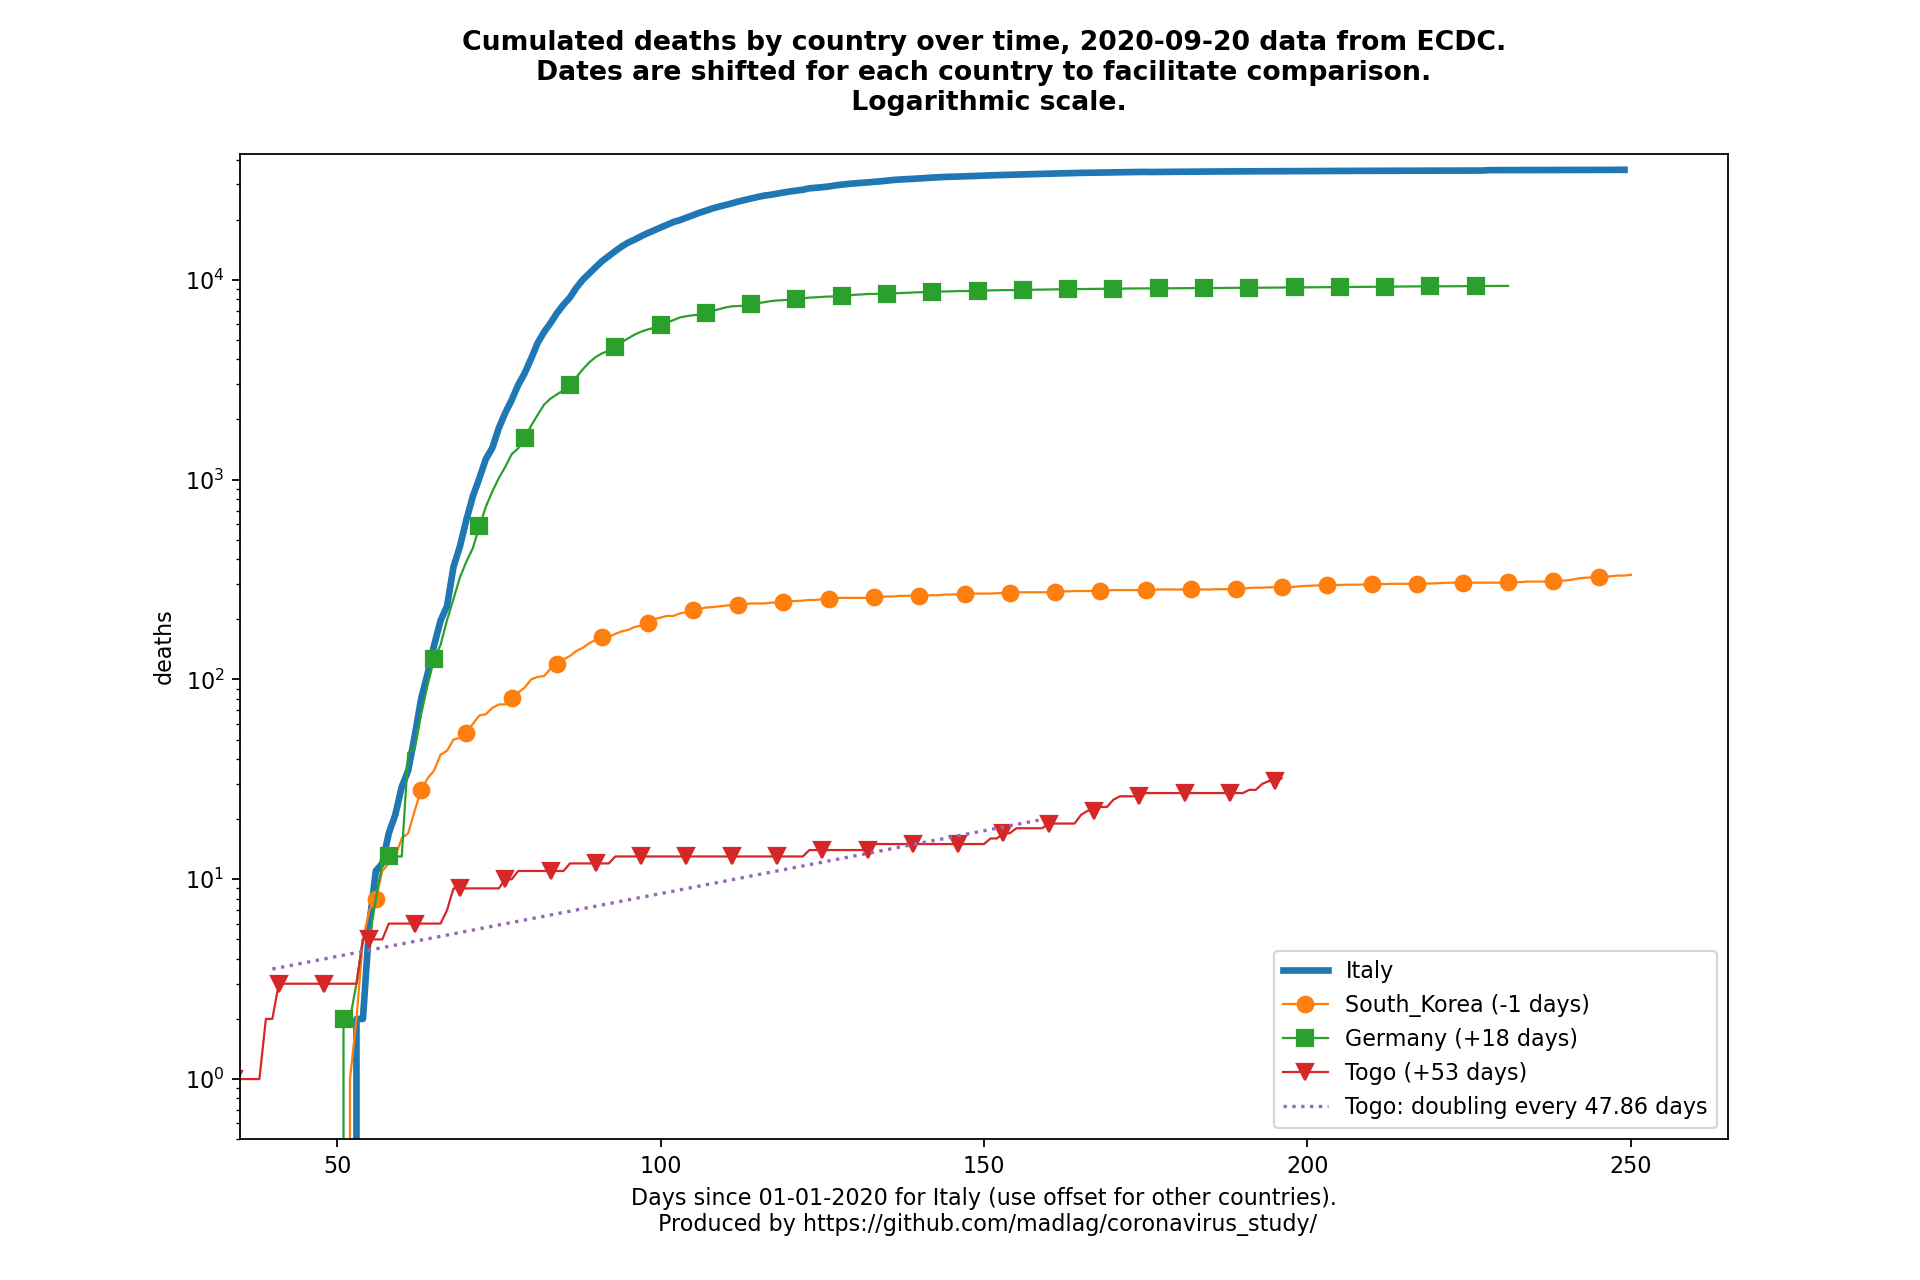 Cumulated deaths by country over time, 2020-09-20 data from ECDC.
Dates are shifted for each country to facilitate comparison.
Logarithmic scale.
deaths
10^4
10^3
10^2
10^1
10^0
50
100
150
200
250
Italy
South_Korea (-1 days)
Germany (+18 days)
Togo (+53 days)
Togo: doubling every 47.86 days
Days since 01-01-2020 for Italy (use offset for other countries).
Produced by https://github.com/madlag/coronavirus_study/